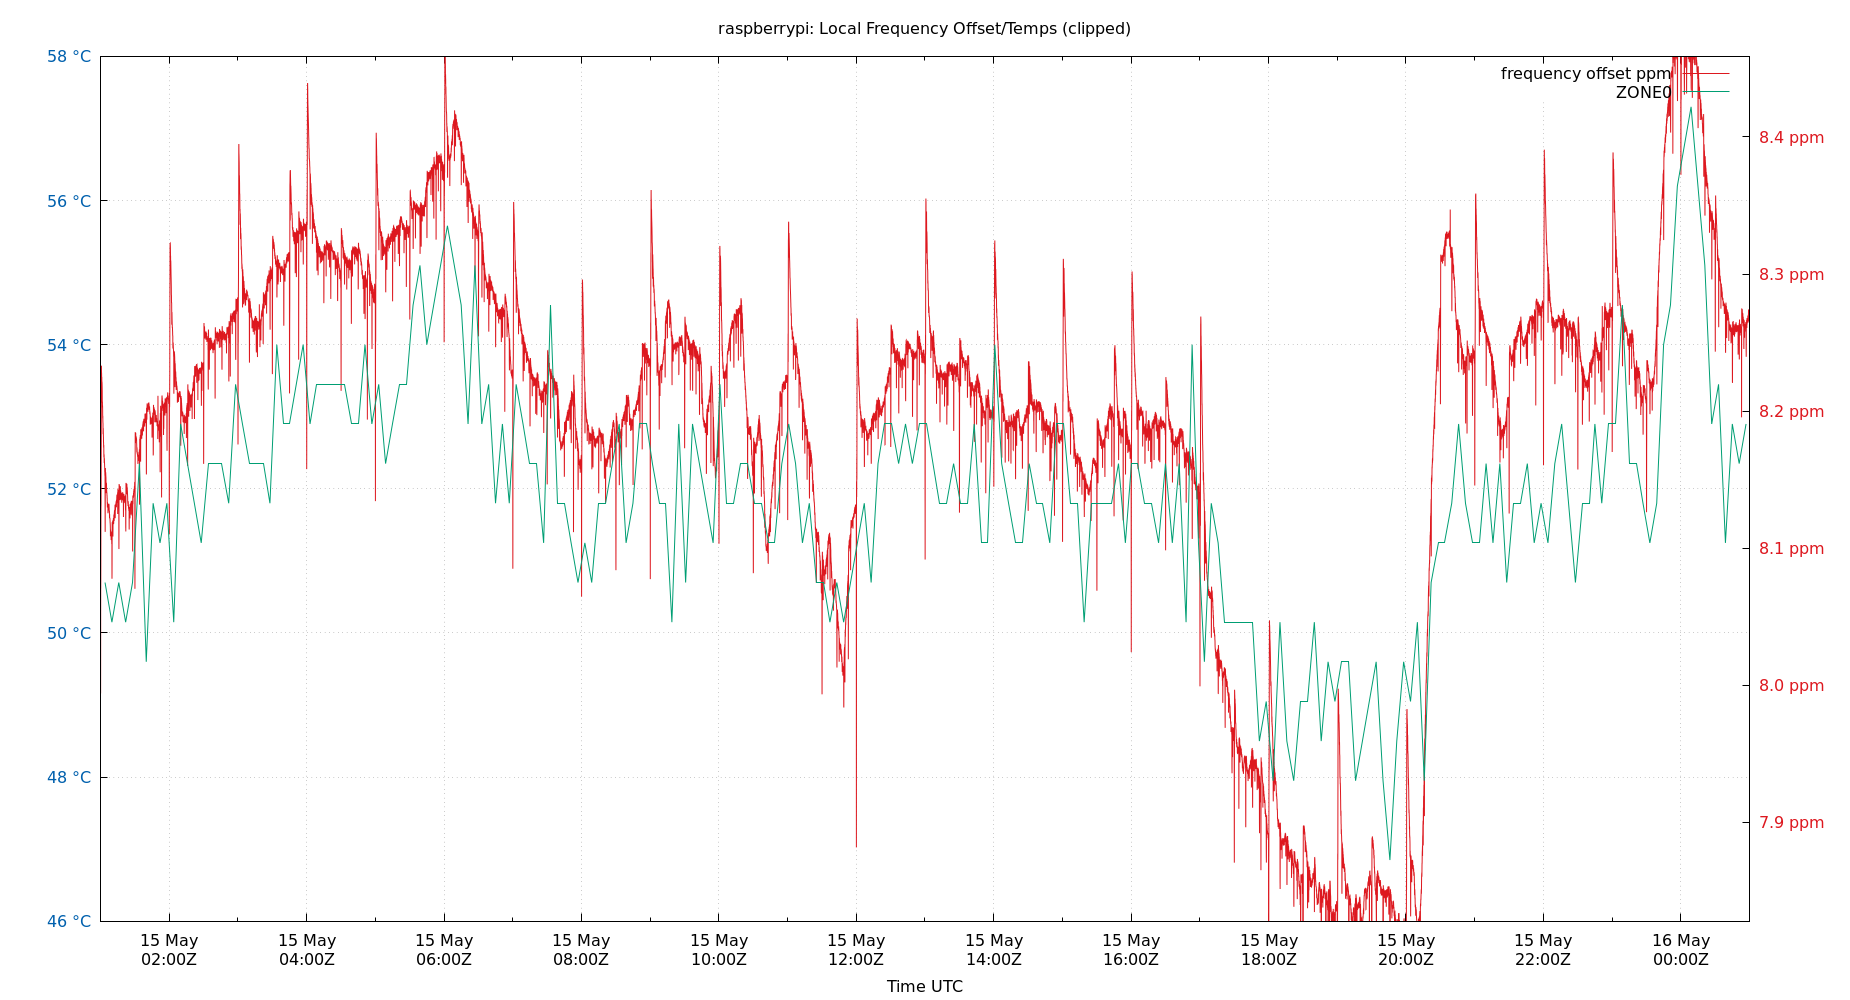 raspberrypi: Local Frequency Offset/Temps (clipped)
58 °C
56 °C
54 °C
52 °C
50 °C
48 °C
46 °C
frequency offset ppm
ZONE0
8.4 ppm
8.3 ppm
8.2 ppm
8.1 ppm
8.0 ppm
7.9 ppm
15 May 15 May 15 May 15 May 15 May 15 May 15 May 15 May 15 May 15 May 15 May 16 May
02:00Z 04:00Z 06:00Z 08:00Z 10:00Z 12:00Z 14:00Z 16:00Z 18:00Z 20:00Z 22:00Z 00:00Z
Time UTC